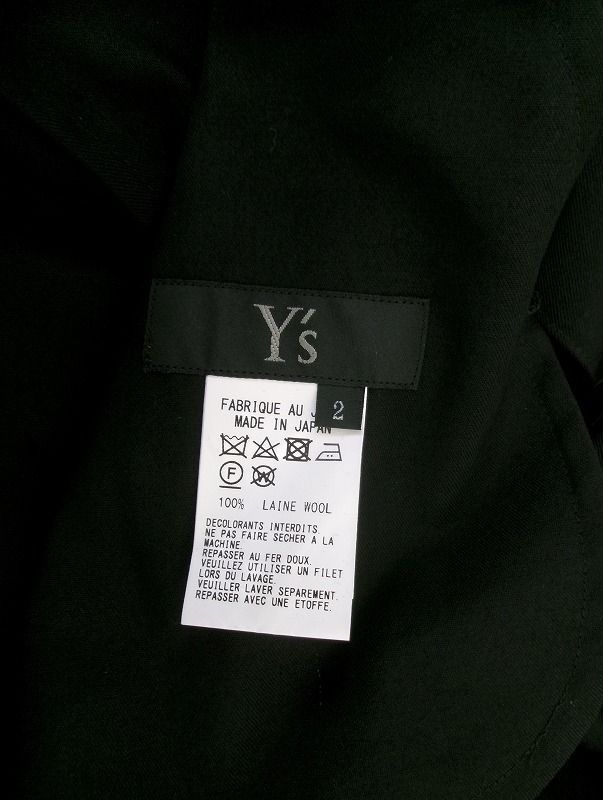 Y's
2
FABRIQUE AU
MADE IN JAPAN
F
W
100% LAINE WOOL
DECOLORANTS INTERDITS
NE PAS FAIRE SECHER A LA
MACHINE.
REPASSER AU FER DOUX.
VEUILLEZ UTILISER UN FILET
LORS DU LAVAGE.
VEUILLER LAVER SEPAREMENT.
REPASSER AVEC UNE ETOFFE.